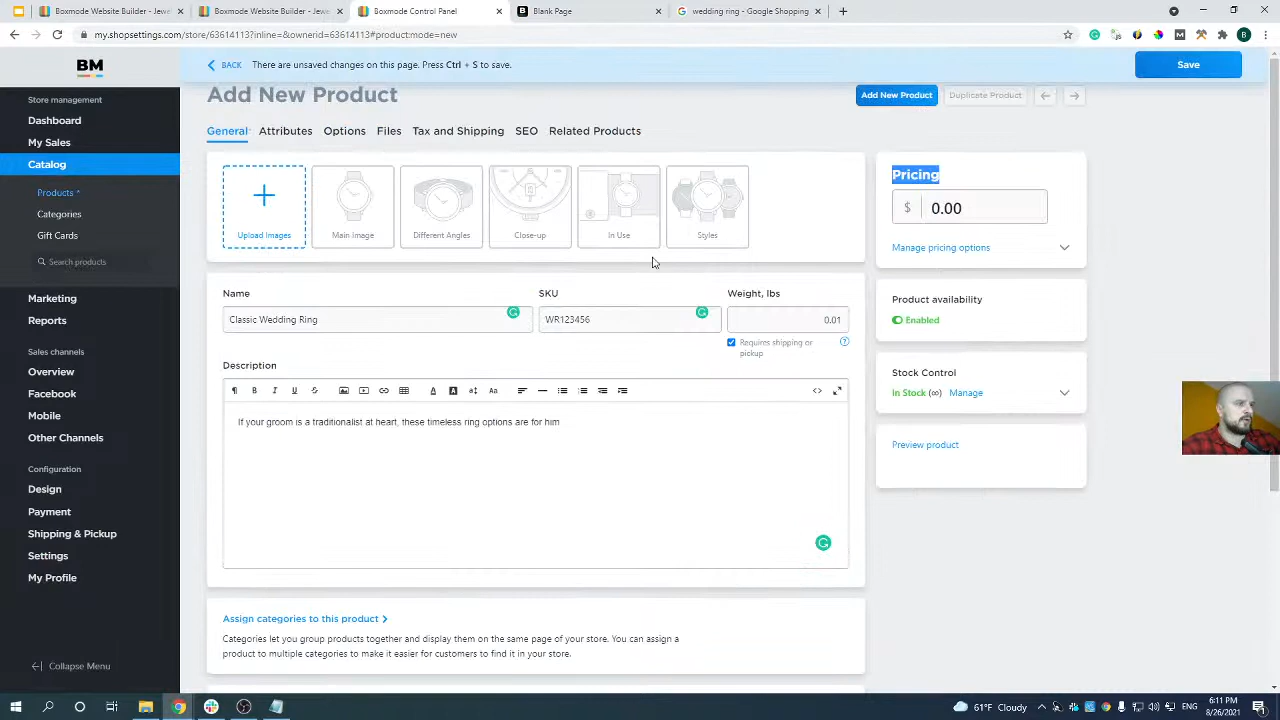 Boxmode Website Builder - Jewe
Boxmode Website Builder - Jewe
Boxmode Control Panel
Blank Page
wedding ring - Google Shopping
my.shopsettings.com/store/63614113?inline=&ownerid=63614113#product:mode=new
BM
BACK
There are unsaved changes on this page. Press Ctrl + S to save.
Save
Store management
Dashboard
My Sales
Catalog
Products *
Categories
Gift Cards
Search products
Marketing
Reports
Sales channels
Overview
Facebook
Mobile
Other Channels
Configuration
Design
Payment
Shipping & Pickup
Settings
My Profile
Collapse Menu
Add New Product
Add New Product
Duplicate Product
General
Attributes
Options
Files
Tax and Shipping
SEO
Related Products
Upload Images
Main Image
Different Angles
Close-up
In Use
Styles
Name
SKU
Weight, lbs
Classic Wedding Ring
WR123456
0.01
Requires shipping or
pickup
Description
If your groom is a traditionalist at heart, these timeless ring options are for him
Assign categories to this product
Categories let you group products together and display them on the same page of your store. You can assign a
product to multiple categories to make it easier for customers to find it in your store.
Pricing
$ 0.00
Manage pricing options
Product availability
Enabled
Stock Control
In Stock (∞) Manage
Preview product
61°F Cloudy
ENG
6:11 PM
8/26/2021